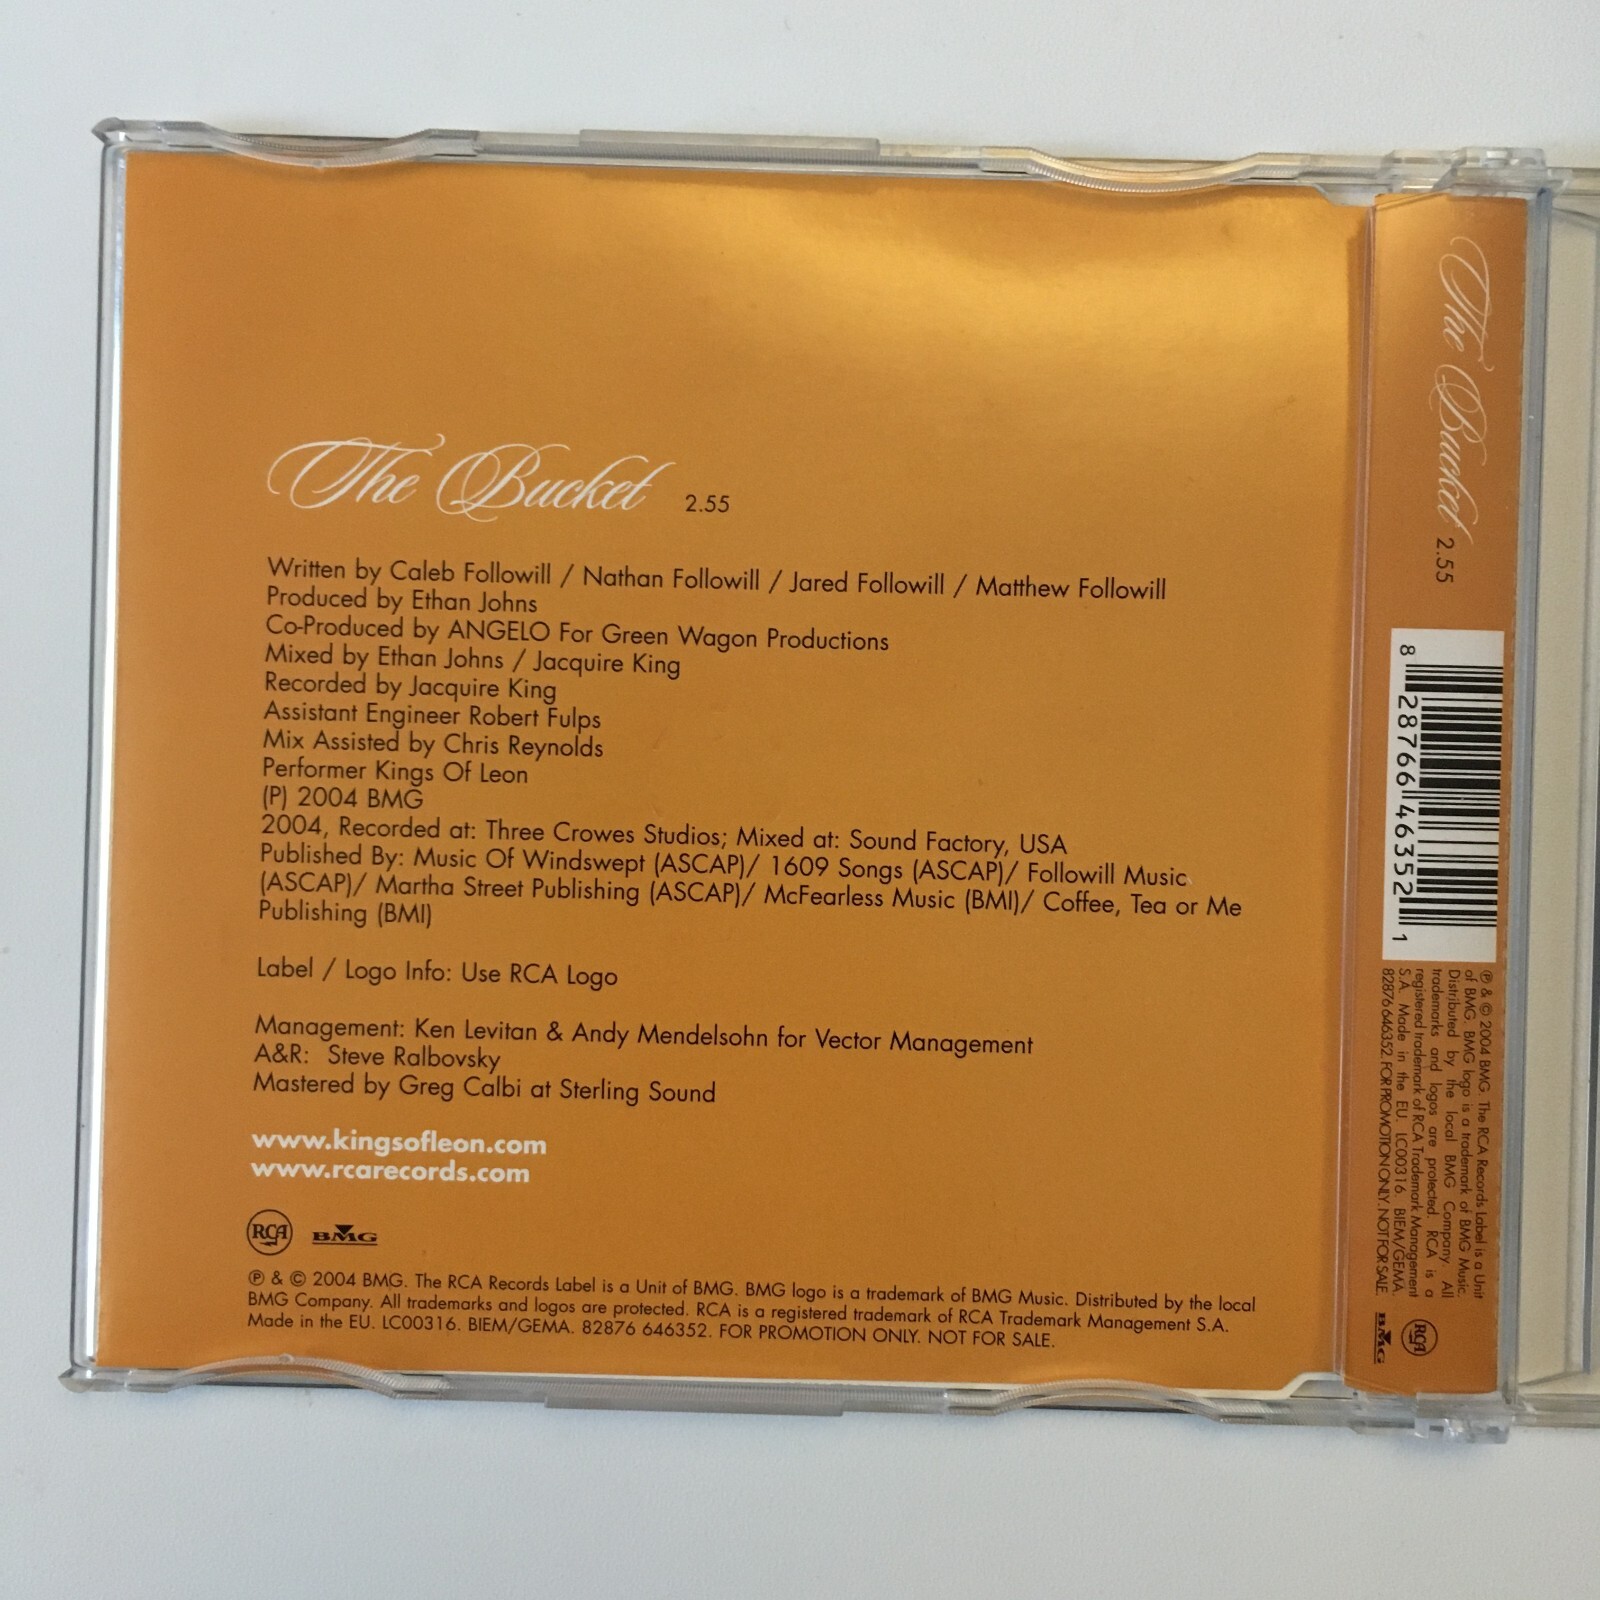 The Bucket 2.55
Written by Caleb Followill / Nathan Followill / Jared Followill / Matthew Followill
Produced by Ethan Johns
Co-Produced by ANGELO For Green Wagon Productions
Mixed by Ethan Johns / Jacquire King
Recorded by Jacquire King
Assistant Engineer Robert Fulps
Mix Assisted by Chris Reynolds
Performer Kings Of Leon
(P) 2004 BMG
2004, Recorded at: Three Crowes Studios; Mixed at: Sound Factory, USA
Published By: Music Of Windswept (ASCAP)/ 1609 Songs (ASCAP)/ Followill Music
(ASCAP)/ Martha Street Publishing (ASCAP)/ McFearless Music (BMI)/ Coffee, Tea or Me
Publishing (BMI)
Label / Logo Info: Use RCA Logo
Management: Ken Levitan & Andy Mendelsohn for Vector Management
A&R: Steve Ralbovsky
Mastered by Greg Calbi at Sterling Sound
www.kingsofleon.com
www.rcarecords.com
RCA BMG
℗ & © 2004 BMG. The RCA Records Label is a Unit of BMG. BMG logo is a trademark of BMG Music. Distributed by the local
BMG Company. All trademarks and logos are protected. RCA is a registered trademark of RCA Trademark Management S.A.
Made in the EU. LC00316. BIEM/GEMA. 82876 646352. FOR PROMOTION ONLY. NOT FOR SALE.
The Bucket 2.55
8 28766 46352 1
℗ & © 2004 BMG. The RCA Records Label is a Unit
of BMG. BMG logo is a trademark of BMG Music.
Distributed by the local BMG Company. All
trademarks and logos are protected. RCA is a
registered trademark of RCA Trademark Management
S.A. Made in the EU. LC00316. BIEM/GEMA.
82876 646352. FOR PROMOTION ONLY. NOT FOR SALE.
RCA
BMG